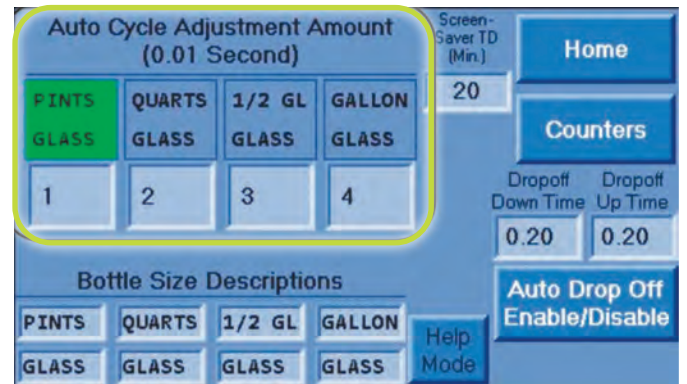 Auto Cycle Adjustment Amount
(0.01 Second)
PINTS
GLASS
QUARTS
GLASS
1/2 GL
GLASS
GALLON
GLASS
1
2
3
4
Screen-
Saver TD
(Min.)
20
Home
Counters
Dropoff
Down Time
Dropoff
Up Time
0.20
0.20
Auto Drop Off
Enable/Disable
Bottle Size Descriptions
PINTS
QUARTS
1/2 GL
GALLON
GLASS
GLASS
GLASS
GLASS
Help
Mode